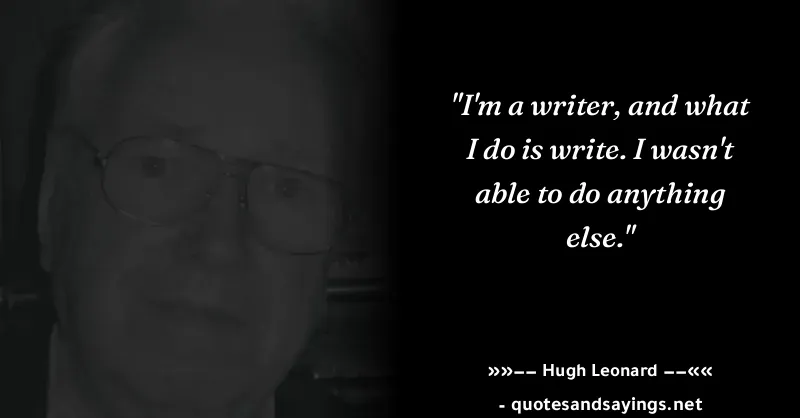 "I'm a writer, and what
I do is write. I wasn't
able to do anything
else."
»»–– Hugh Leonard ––««
- quotesandsayings.net